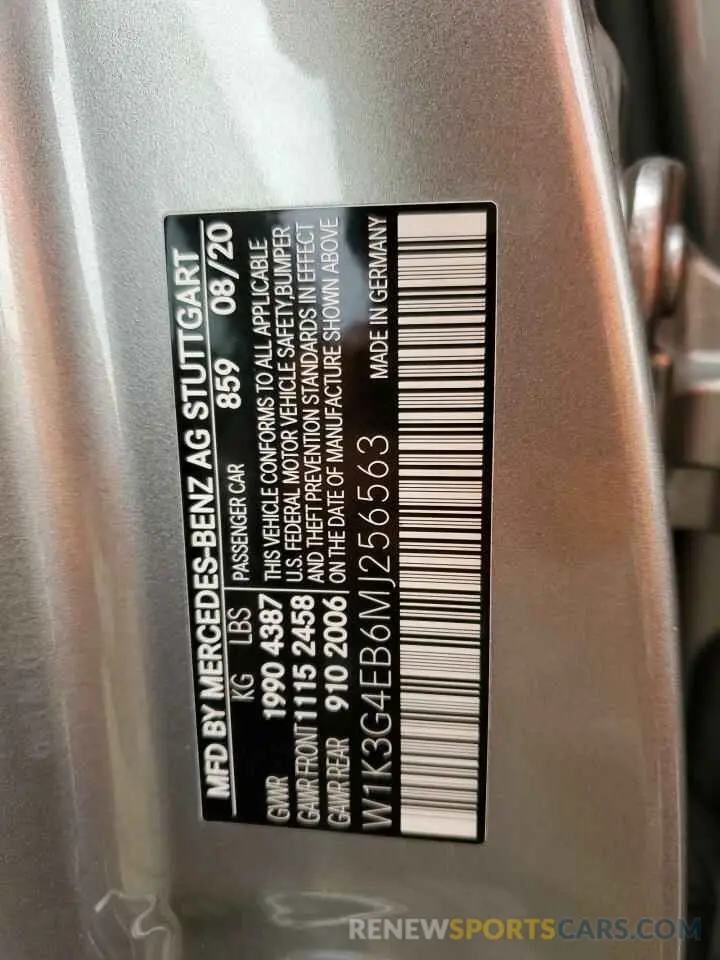 MFD BY MERCEDES-BENZ AG STUTTGART
KG LBS 859 08/20
PASSENGER CAR
GVWR 1990 4387
GAWR FRONT 1115 2458
GAWR REAR 910 2006
THIS VEHICLE CONFORMS TO ALL APPLICABLE
U.S. FEDERAL MOTOR VEHICLE SAFETY,BUMPER
AND THEFT PREVENTION STANDARDS IN EFFECT
ON THE DATE OF MANUFACTURE SHOWN ABOVE
W1K3G4EB6MJ256563
MADE IN GERMANY
RENEWSPORTSCARS.COM